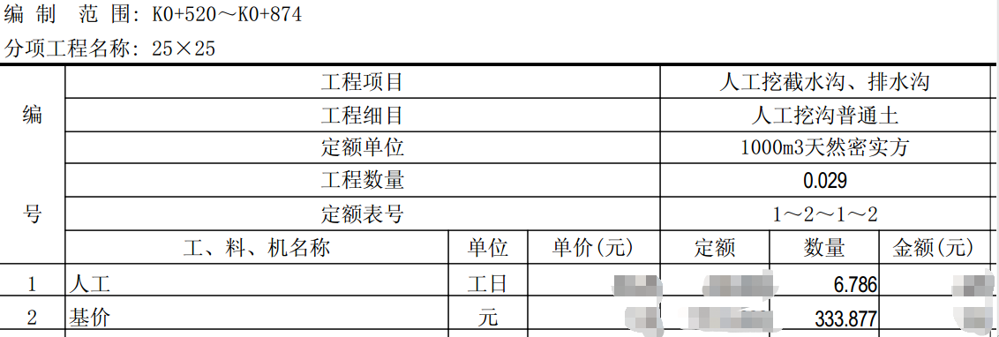 编 制 范 围: K0+520～K0+874
分项工程名称: 25×25
编号
工程项目 人工挖截水沟、排水沟
工程细目 人工挖沟普通土
定额单位 1000m3天然密实方
工程数量 0.029
定额表号 1～2～1～2
工、料、机名称 单位 单价(元) 定额 数量 金额(元)
1 人工 工日 6.786
2 基价 元 333.877